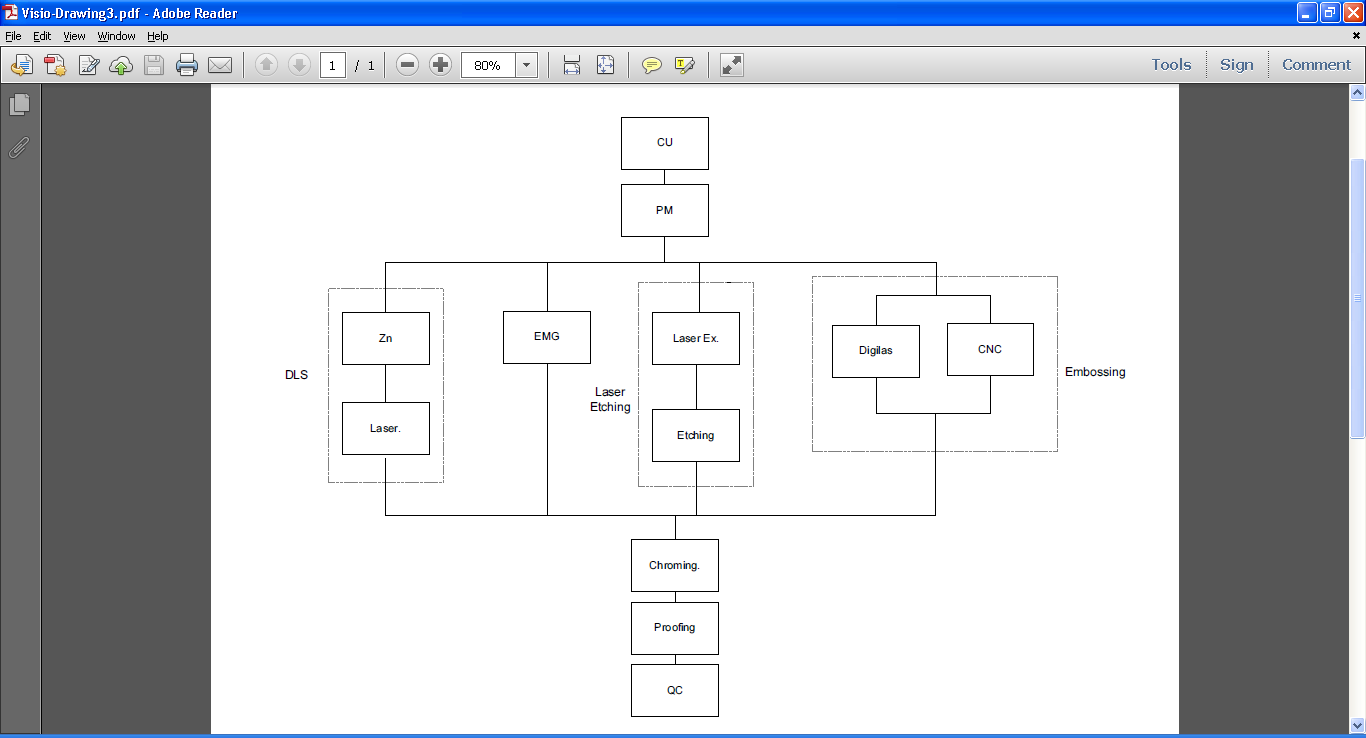 Visio-Drawing3.pdf - Adobe Reader
File Edit View Window Help
1 / 1 80% Tools Sign Comment
CU
PM
Zn
EMG
Laser Ex.
Digilas
CNC
DLS
Laser
Etching
Embossing
Laser.
Etching
Chroming.
Proofing
QC